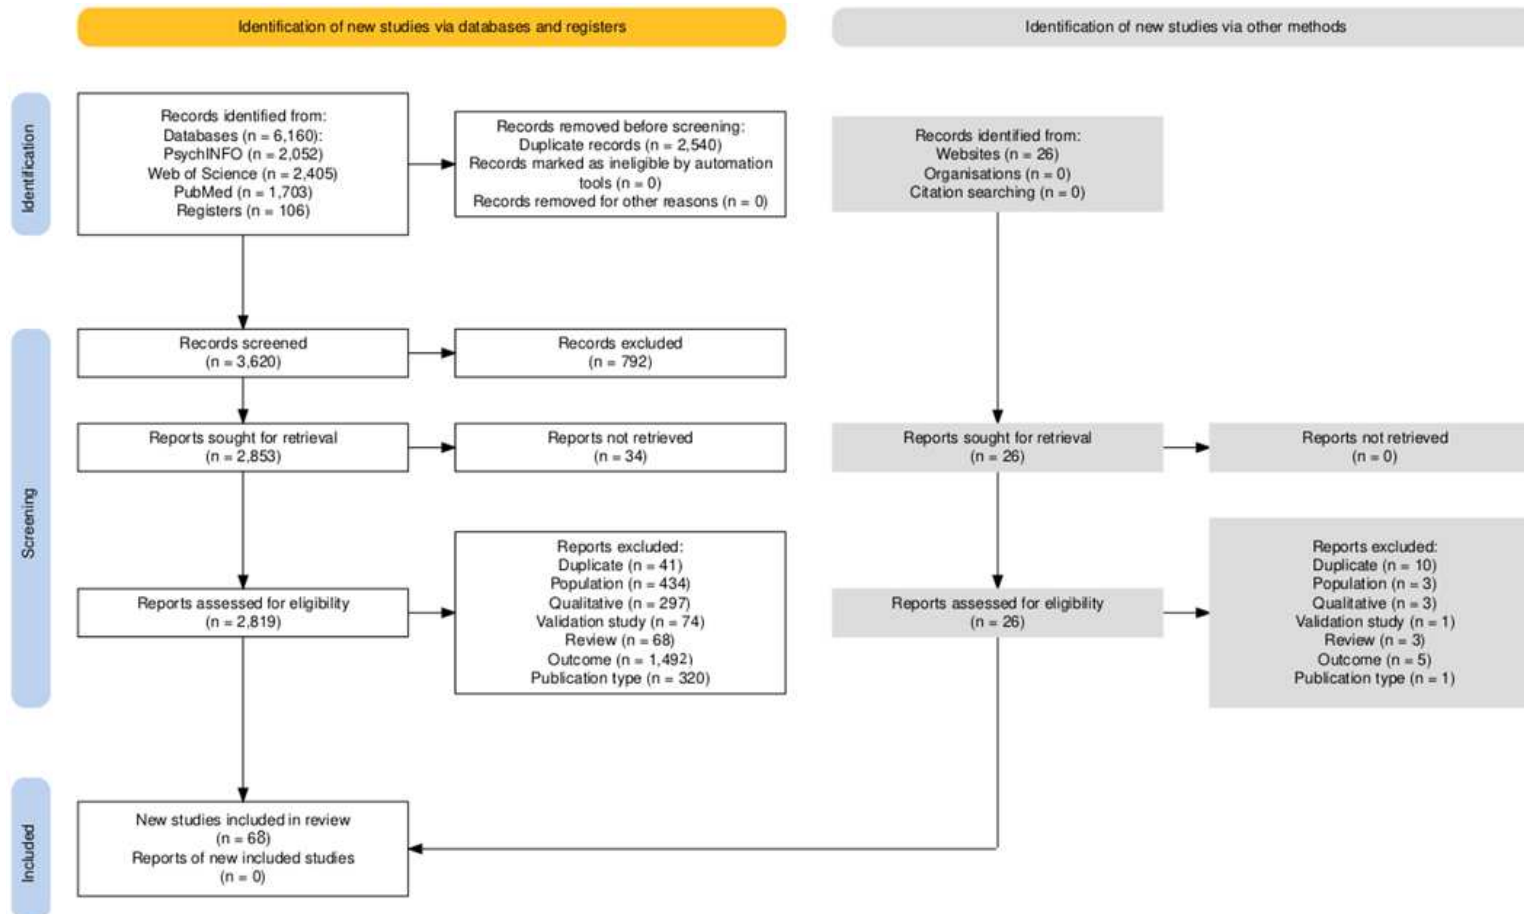 Identification of new studies via databases and registers
Identification of new studies via other methods
Identification
Records identified from:
Databases (n = 6,160):
PsychINFO (n = 2,052)
Web of Science (n = 2,405)
PubMed (n = 1,703)
Registers (n = 106)
Records removed before screening:
Duplicate records (n = 2,540)
Records marked as ineligible by automation
tools (n = 0)
Records removed for other reasons (n = 0)
Records identified from:
Websites (n = 26)
Organisations (n = 0)
Citation searching (n = 0)
Screening
Records screened
(n = 3,620)
Records excluded
(n = 792)
Reports sought for retrieval
(n = 2,853)
Reports not retrieved
(n = 34)
Reports sought for retrieval
(n = 26)
Reports not retrieved
(n = 0)
Reports assessed for eligibility
(n = 2,819)
Reports excluded:
Duplicate (n = 41)
Population (n = 434)
Qualitative (n = 297)
Validation study (n = 74)
Review (n = 68)
Outcome (n = 1,492)
Publication type (n = 320)
Reports assessed for eligibility
(n = 26)
Reports excluded:
Duplicate (n = 10)
Population (n = 3)
Qualitative (n = 3)
Validation study (n = 1)
Review (n = 3)
Outcome (n = 5)
Publication type (n = 1)
Included
New studies included in review
(n = 68)
Reports of new included studies
(n = 0)